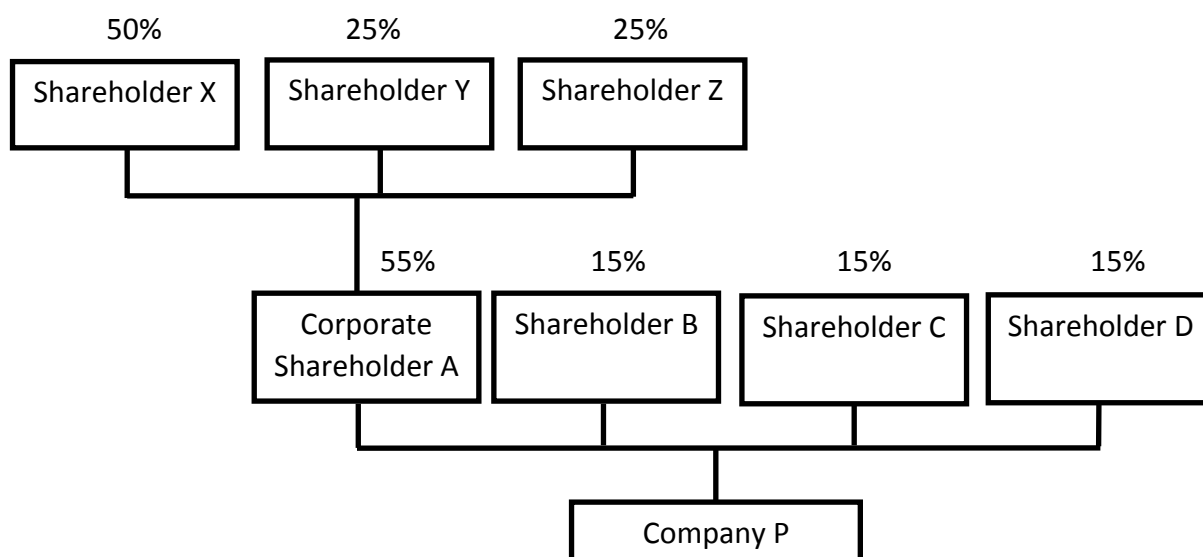 50% 25% 25%
Shareholder X Shareholder Y Shareholder Z
55% 15% 15% 15%
Corporate Shareholder A
Shareholder B Shareholder C Shareholder D
Company P